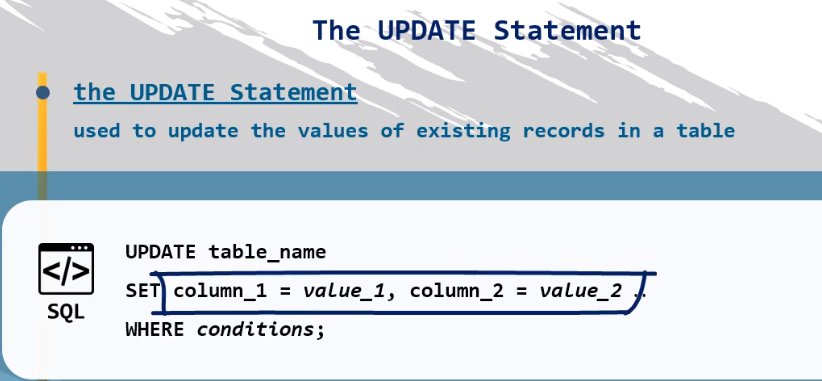 The UPDATE Statement
the UPDATE Statement
used to update the values of existing records in a table
</>
SQL
UPDATE table_name
SET column_1 = value_1, column_2 = value_2 …
WHERE conditions;